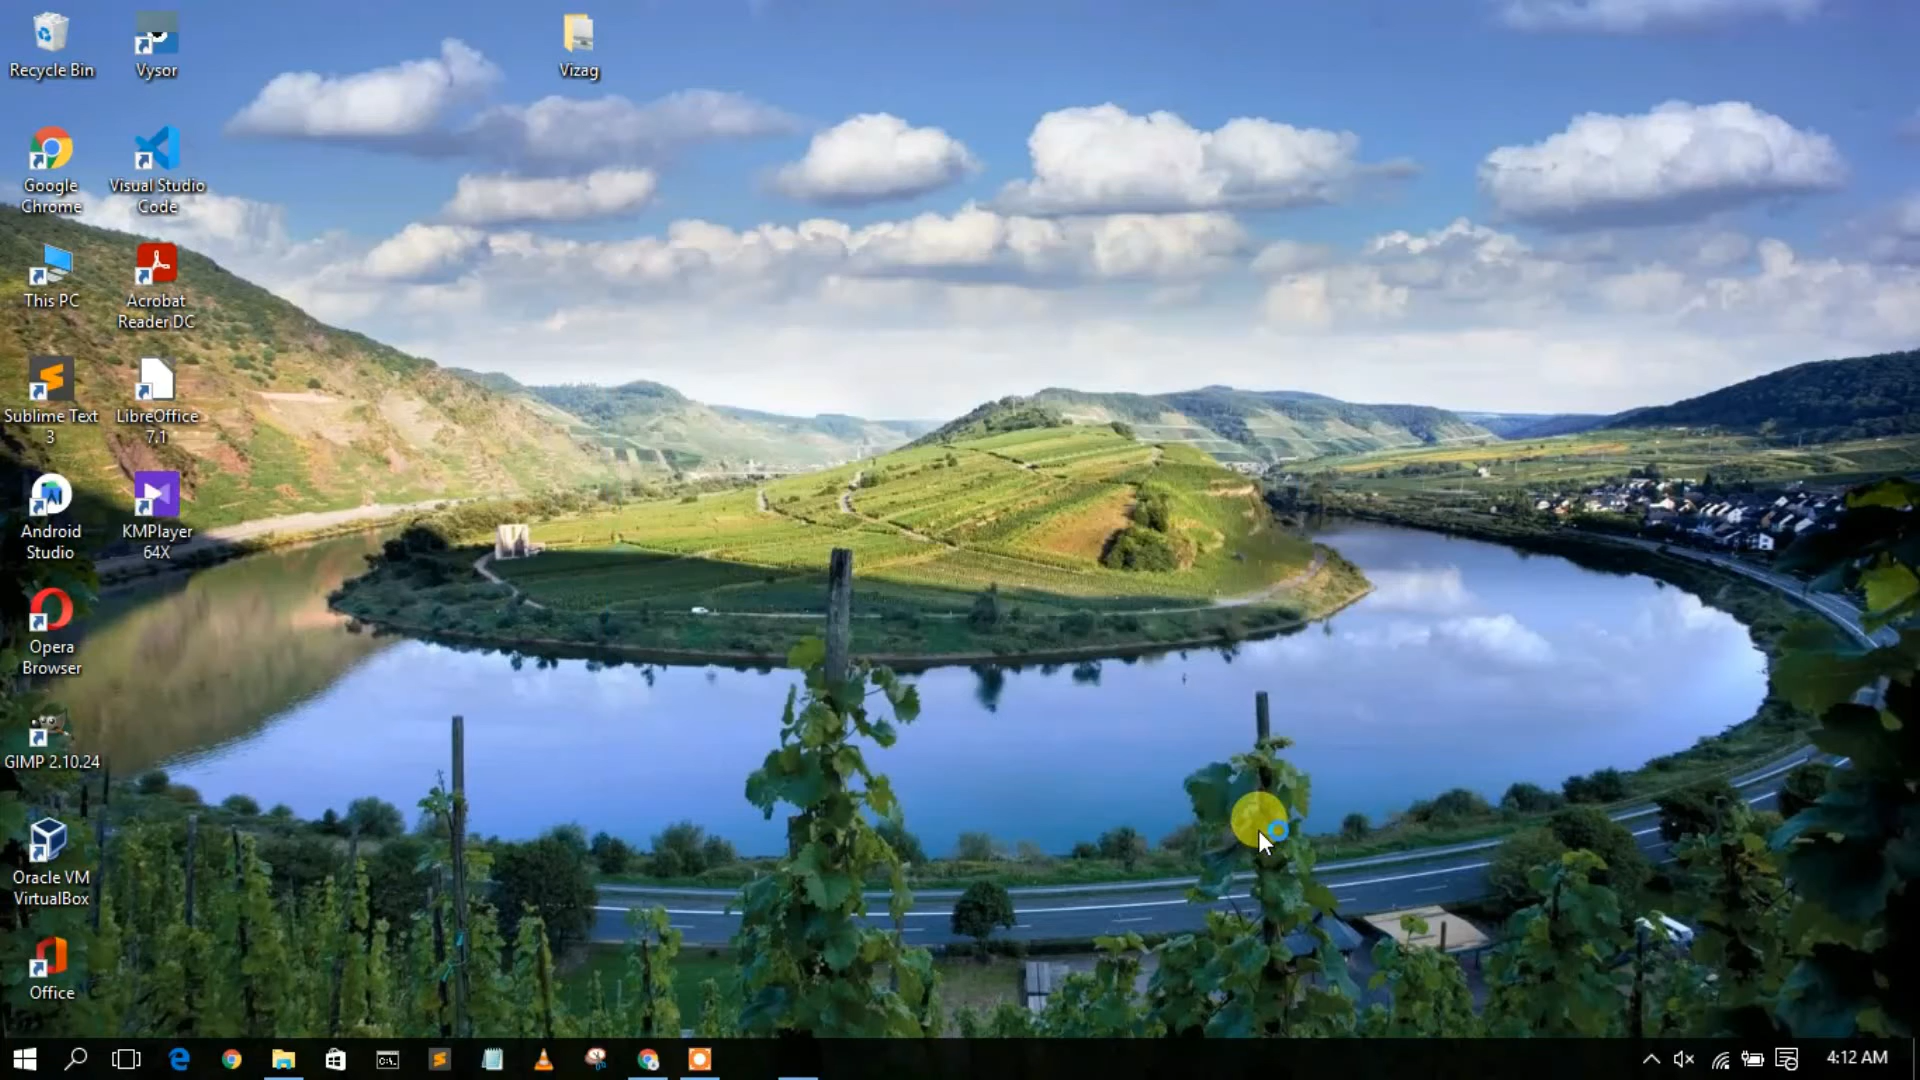 Recycle Bin
Vysor
Vizag
Google
Chrome
Visual Studio
Code
This PC
Acrobat
Reader DC
Sublime Text
3
LibreOffice
7.1
Android
Studio
KMPlayer
64X
Opera
Browser
GIMP 2.10.24
Oracle VM
VirtualBox
Office
4:12 AM